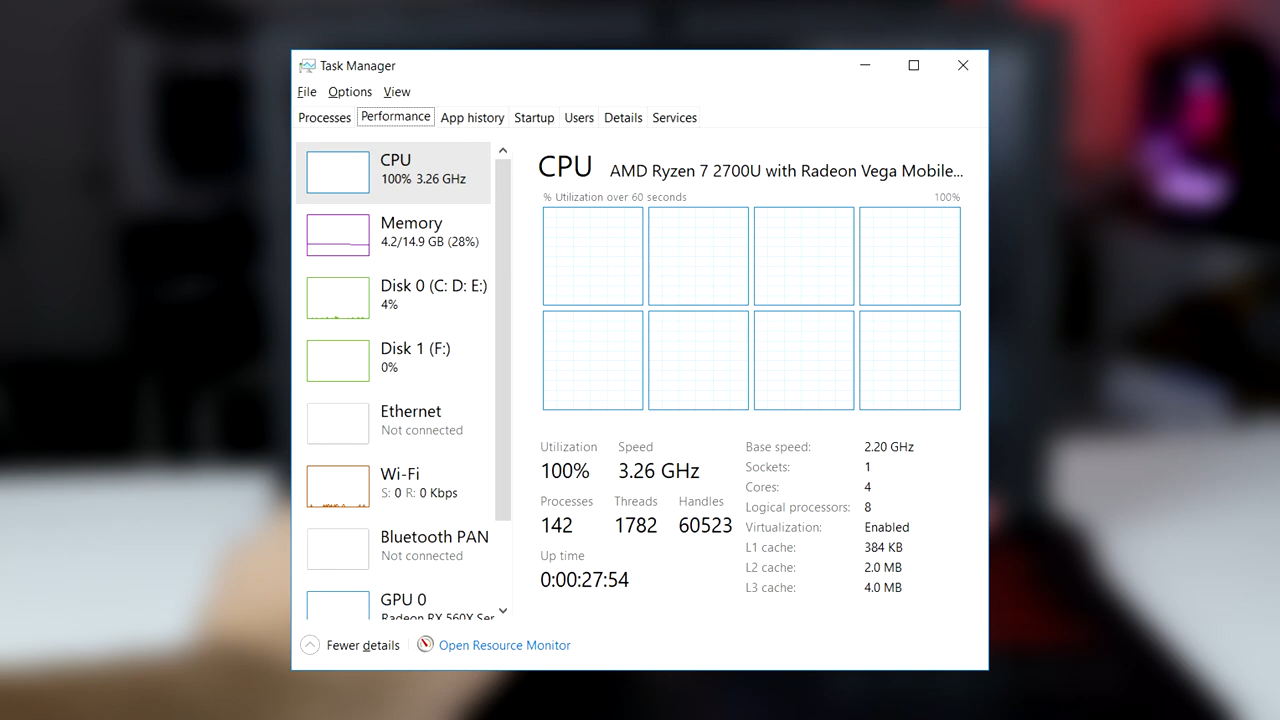 Task Manager
File Options View
Processes Performance App history Startup Users Details Services
CPU
100% 3.26 GHz
Memory
4.2/14.9 GB (28%)
Disk 0 (C: D: E:)
4%
Disk 1 (F:)
0%
Ethernet
Not connected
Wi-Fi
S: 0 R: 0 Kbps
Bluetooth PAN
Not connected
GPU 0
Radeon RX 560X Ser
CPU AMD Ryzen 7 2700U with Radeon Vega Mobile...
% Utilization over 60 seconds 100%
Utilization Speed
100% 3.26 GHz
Processes Threads Handles
142 1782 60523
Up time
0:00:27:54
Base speed: 2.20 GHz
Sockets: 1
Cores: 4
Logical processors: 8
Virtualization: Enabled
L1 cache: 384 KB
L2 cache: 2.0 MB
L3 cache: 4.0 MB
Fewer details Open Resource Monitor